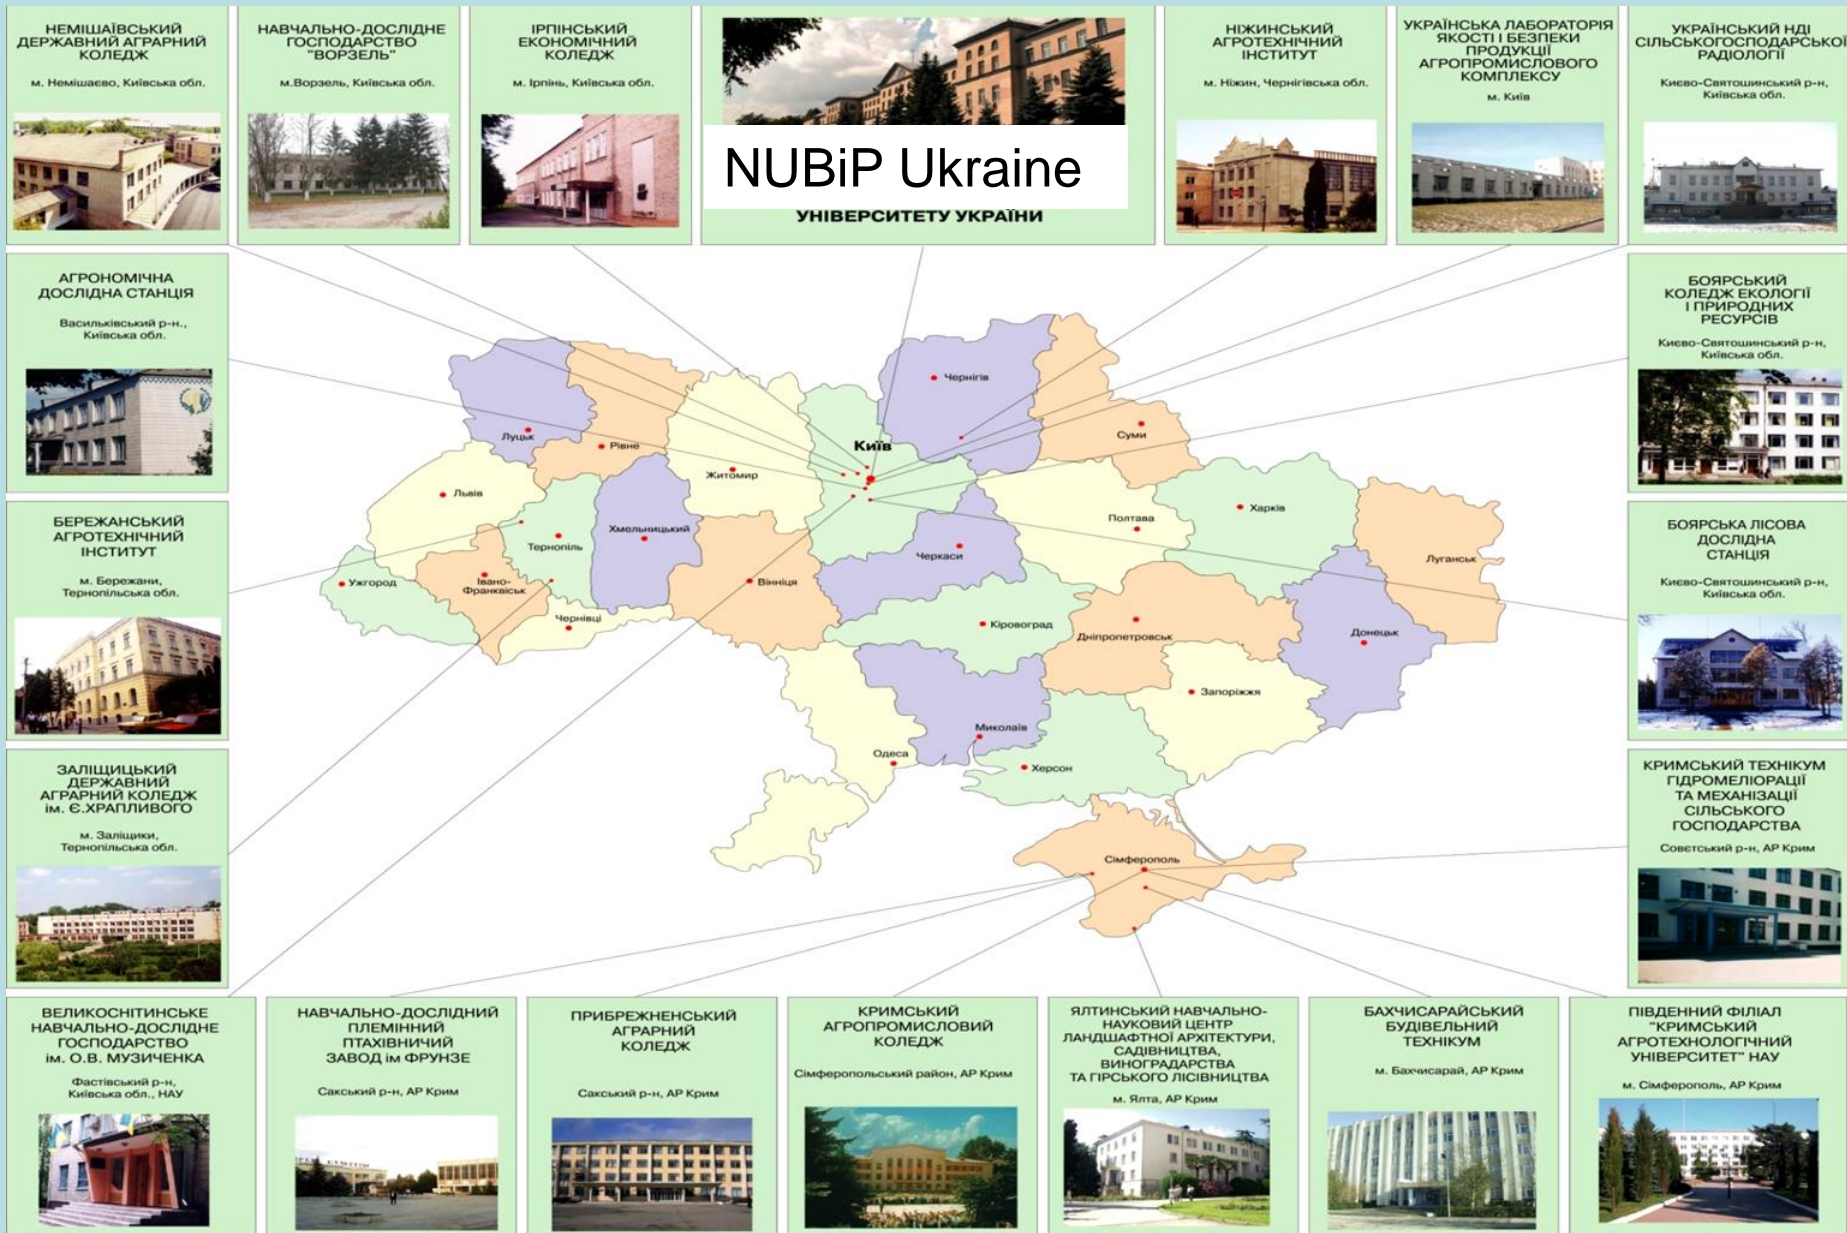 НЕМІШАЇВСЬКИЙ
ДЕРЖАВНИЙ АГРАРНИЙ
КОЛЕДЖ
м. Немішаєво, Київська обл.
НАВЧАЛЬНО-ДОСЛІДНЕ
ГОСПОДАРСТВО
"ВОРЗЕЛЬ"
м.Ворзель, Київська обл.
ІРПІНСЬКИЙ
ЕКОНОМІЧНИЙ
КОЛЕДЖ
м. Ірпінь, Київська обл.
NUBiP Ukraine
УНІВЕРСИТЕТУ УКРАЇНИ
НІЖИНСЬКИЙ
АГРОТЕХНІЧНИЙ
ІНСТИТУТ
м. Ніжин, Чернігівська обл.
УКРАЇНСЬКА ЛАБОРАТОРІЯ
ЯКОСТІ І БЕЗПЕКИ
ПРОДУКЦІЇ
АГРОПРОМИСЛОВОГО
КОМПЛЕКСУ
м. Київ
УКРАЇНСЬКИЙ НДІ
СІЛЬСЬКОГОСПОДАРСЬКОЇ
РАДІОЛОГІЇ
Києво-Святошинський р-н,
Київська обл.
АГРОНОМІЧНА
ДОСЛІДНА СТАНЦІЯ
Васильківський р-н.,
Київська обл.
БОЯРСЬКИЙ
КОЛЕДЖ ЕКОЛОГІЇ
І ПРИРОДНИХ
РЕСУРСІВ
Києво-Святошинський р-н,
Київська обл.
БЕРЕЖАНСЬКИЙ
АГРОТЕХНІЧНИЙ
ІНСТИТУТ
м. Бережани,
Тернопільська обл.
БОЯРСЬКА ЛІСОВА
ДОСЛІДНА
СТАНЦІЯ
Києво-Святошинський р-н,
Київська обл.
ЗАЛІЩИЦЬКИЙ
ДЕРЖАВНИЙ
АГРАРНИЙ КОЛЕДЖ
ім. Є.ХРАПЛИВОГО
м. Заліщики,
Тернопільська обл.
КРИМСЬКИЙ ТЕХНІКУМ
ГІДРОМЕЛІОРАЦІЇ
ТА МЕХАНІЗАЦІЇ
СІЛЬСЬКОГО
ГОСПОДАРСТВА
Совєтський р-н, АР Крим
Чернігів
Суми
Київ
Луцьк
Рівне
Житомир
Львів
Харків
Полтава
Хмельницький
Тернопіль
Черкаси
Луганськ
Ужгород
Івано-
Франквіськ
Вінніця
Чернівці
Кіровоград
Дніпропетровськ
Донецьк
Запоріжжя
Миколаїв
Одеса
Херсон
Сімферополь
ВЕЛИКОСНІТИНСЬКЕ
НАВЧАЛЬНО-ДОСЛІДНЕ
ГОСПОДАРСТВО
ім. О.В. МУЗИЧЕНКА
Фастівський р-н,
Київська обл., НАУ
НАВЧАЛЬНО-ДОСЛІДНИЙ
ПЛЕМІННИЙ
ПТАХІВНИЧИЙ
ЗАВОД ім ФРУНЗЕ
Сакський р-н, АР Крим
ПРИБРЕЖНЕНСЬКИЙ
АГРАРНИЙ
КОЛЕДЖ
Сакський р-н, АР Крим
КРИМСЬКИЙ
АГРОПРОМИСЛОВИЙ
КОЛЕДЖ
Сімферопольський район, АР Крим
ЯЛТИНСЬКИЙ НАВЧАЛЬНО-
НАУКОВИЙ ЦЕНТР
ЛАНДШАФТНОЇ АРХІТЕКТУРИ,
САДІВНИЦТВА,
ВИНОГРАДАРСТВА
ТА ГІРСЬКОГО ЛІСІВНИЦТВА
м. Ялта, АР Крим
БАХЧИСАРАЙСЬКИЙ
БУДІВЕЛЬНИЙ
ТЕХНІКУМ
м. Бахчисарай, АР Крим
ПІВДЕННИЙ ФІЛІАЛ
"КРИМСЬКИЙ
АГРОТЕХНОЛОГІЧНИЙ
УНІВЕРСИТЕТ" НАУ
м. Сімферополь, АР Крим